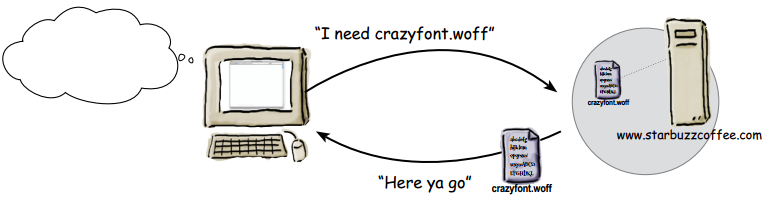 “I need crazyfont.woff”
crazyfont.woff
www.starbuzzcoffee.com
“Here ya go”
crazyfont.woff